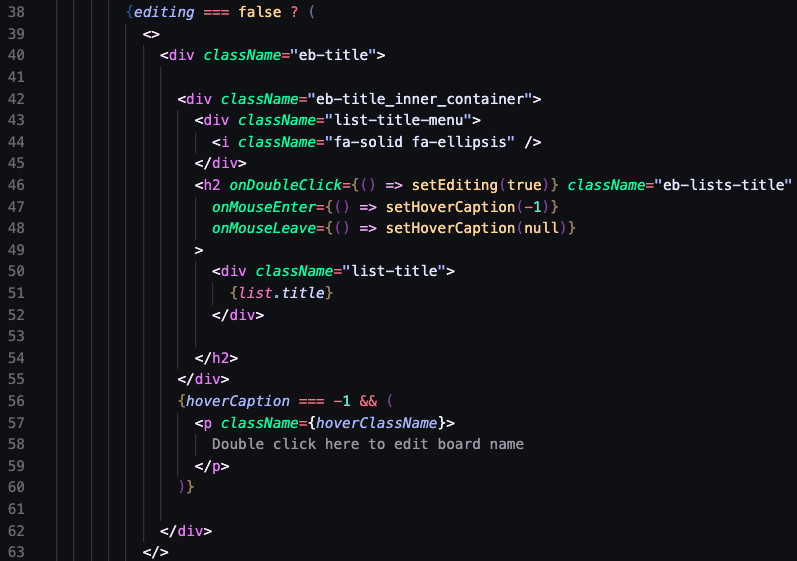 38 {editing === false ? (
39 <>
40 <div className="eb-title">
41
42 <div className="eb-title_inner_container">
43 <div className="list-title-menu">
44 <i className="fa-solid fa-ellipsis" />
45 </div>
46 <h2 onDoubleClick={() => setEditing(true)} className="eb-lists-title"
47 onMouseEnter={() => setHoverCaption(-1)}
48 onMouseLeave={() => setHoverCaption(null)}
49 >
50 <div className="list-title">
51 {list.title}
52 </div>
53
54 </h2>
55 </div>
56 {hoverCaption === -1 && (
57 <p className={hoverClassName}>
58 Double click here to edit board name
59 </p>
60 )}
61
62 </div>
63 </>